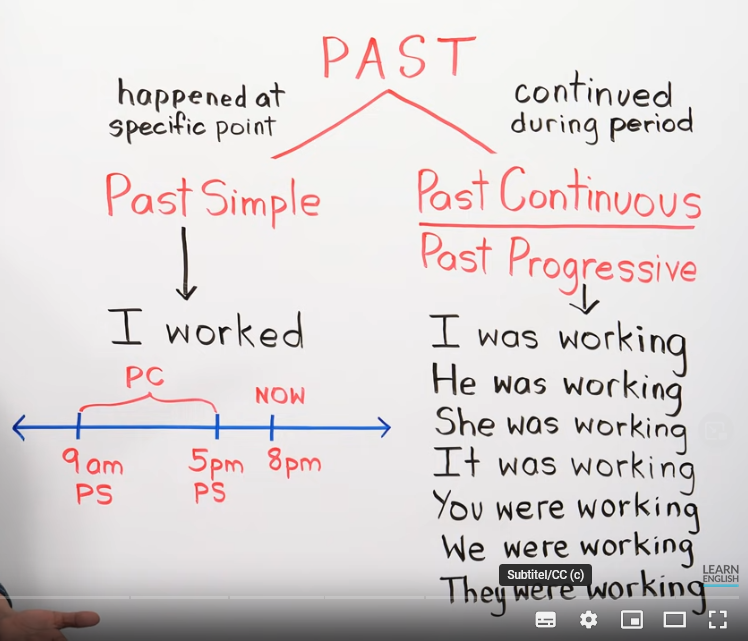 PAST
happened at
specific point
continued
during period
Past Simple
I worked
PC
NOW
9am
5pm
8pm
PS
PS
Past Continuous
Past Progressive
I was working
He was working
She was working
It was working
You were working
We were working
They were working
LEARN
ENGLISH
Subtitel/CC (c)